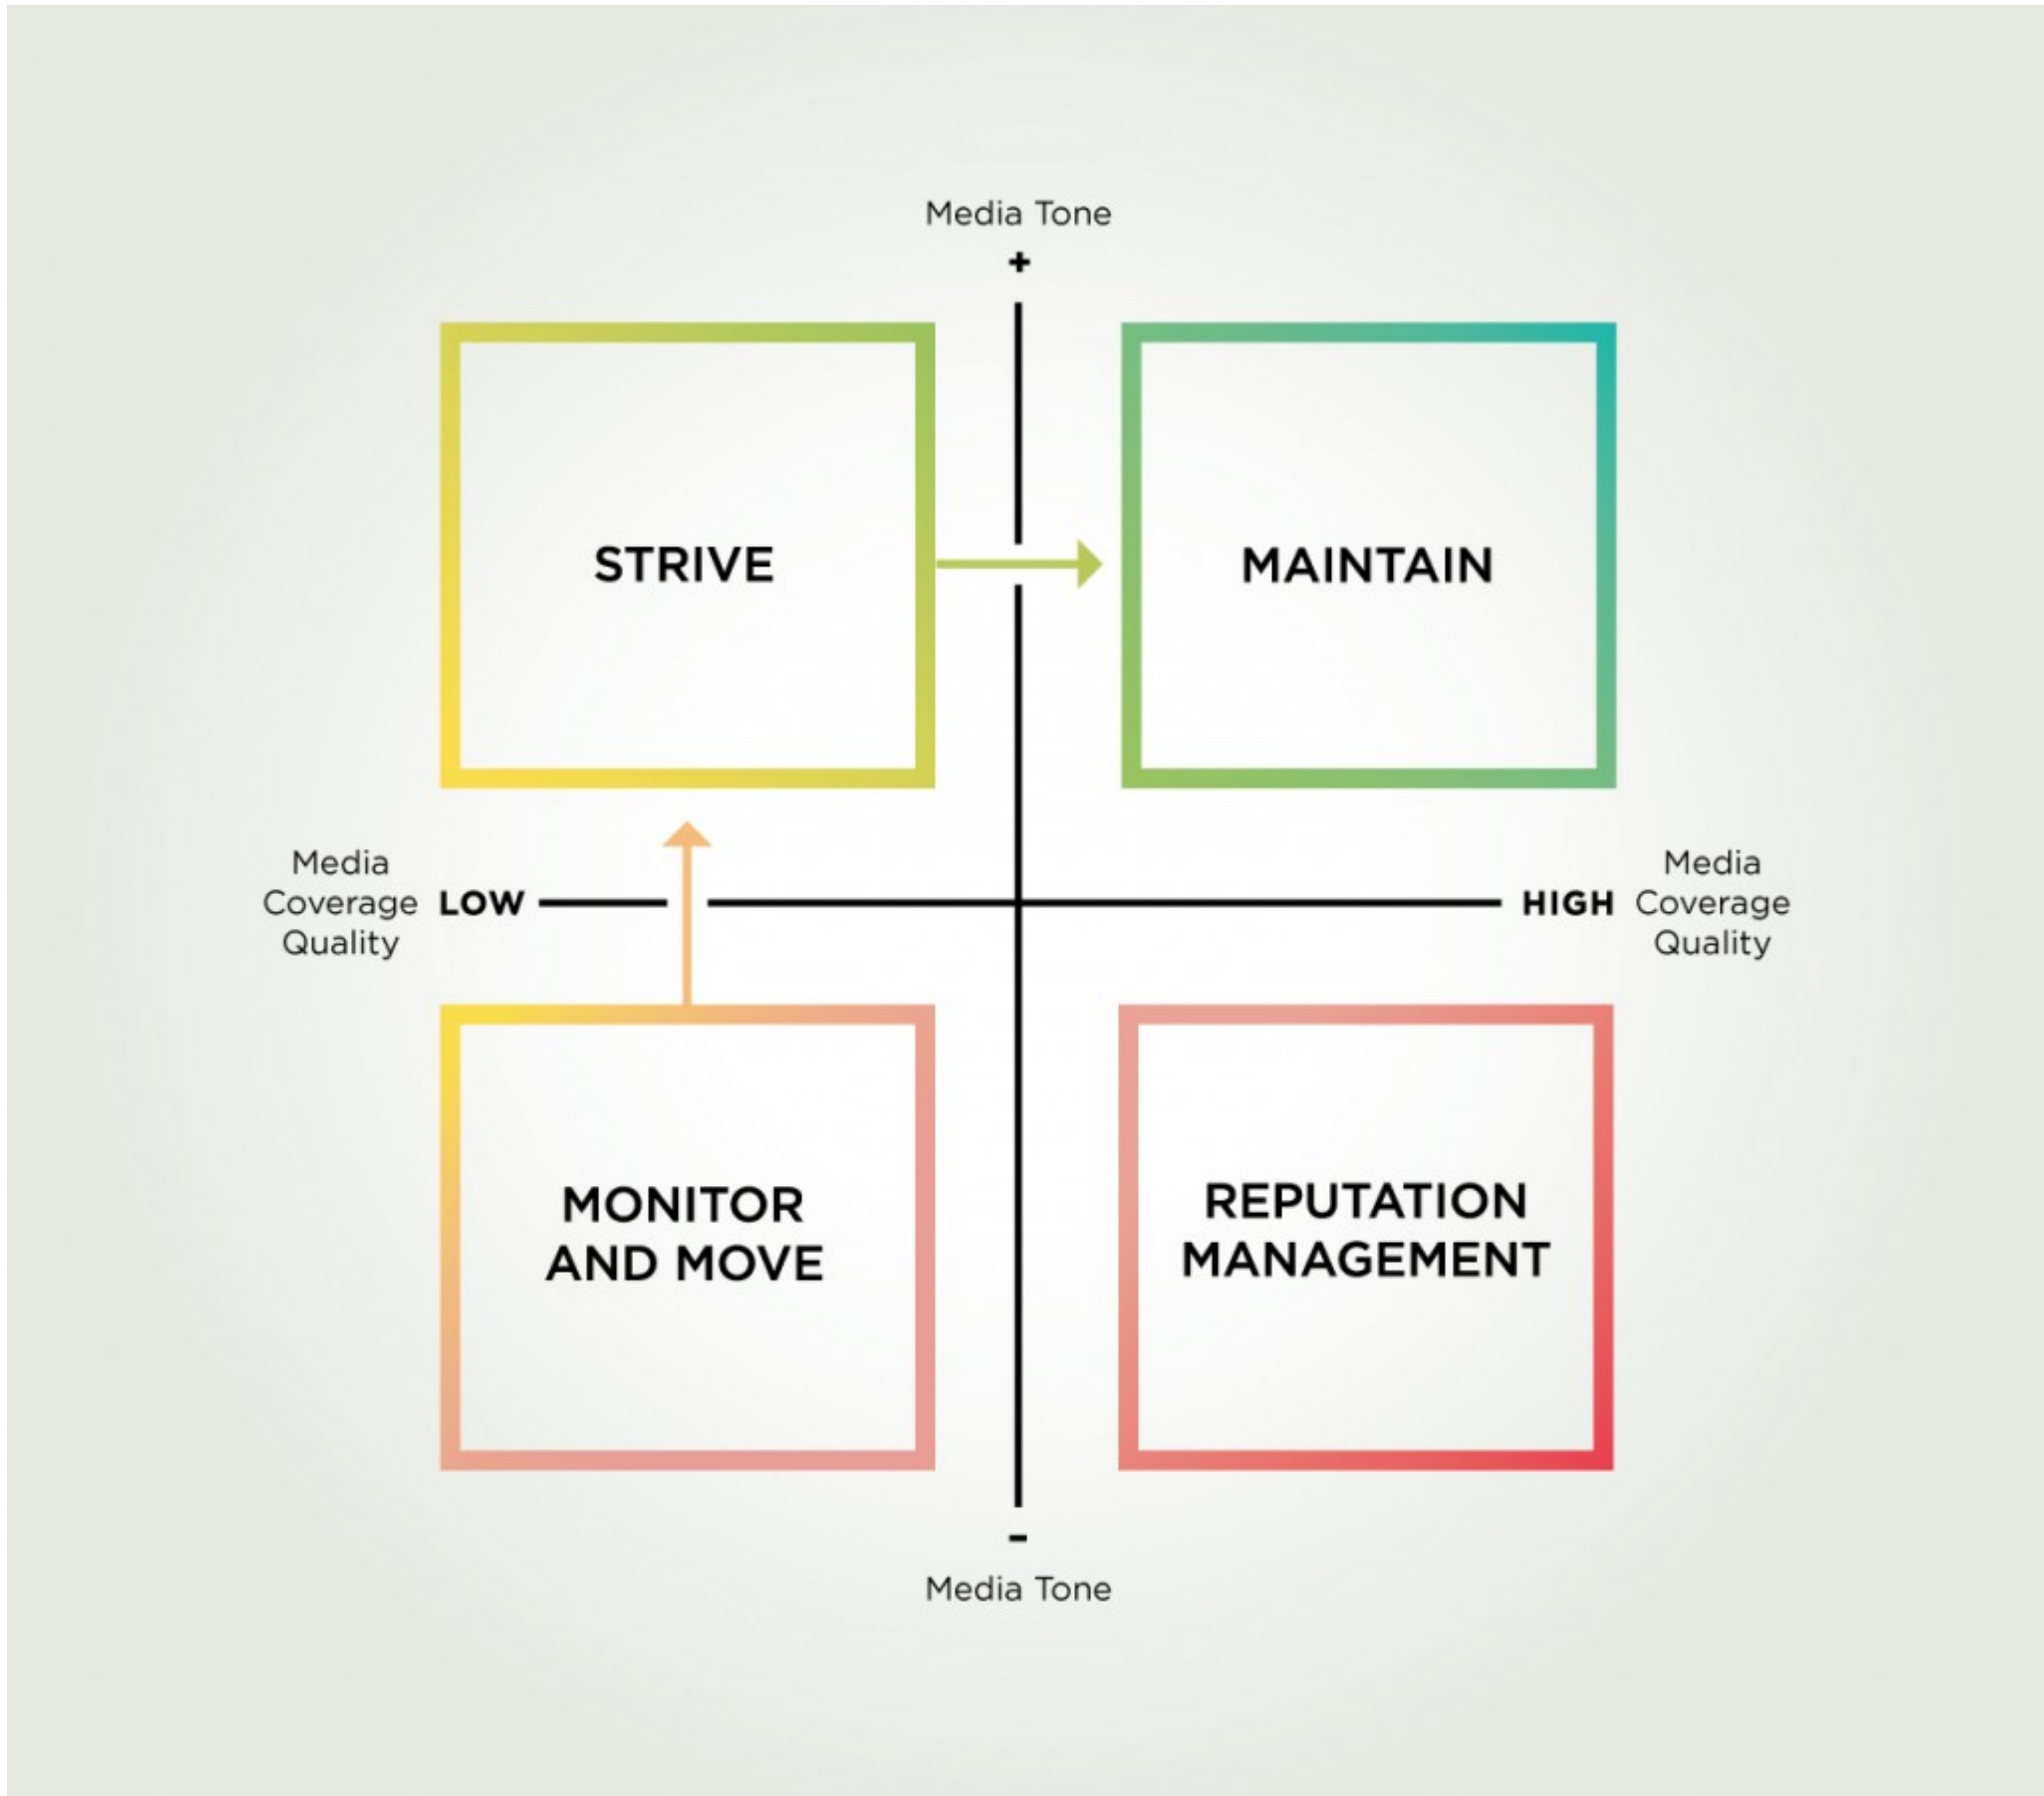 Media Tone
+
STRIVE
MAINTAIN
Media
Coverage
Quality
LOW
HIGH
Media
Coverage
Quality
MONITOR
AND MOVE
REPUTATION
MANAGEMENT
-
Media Tone